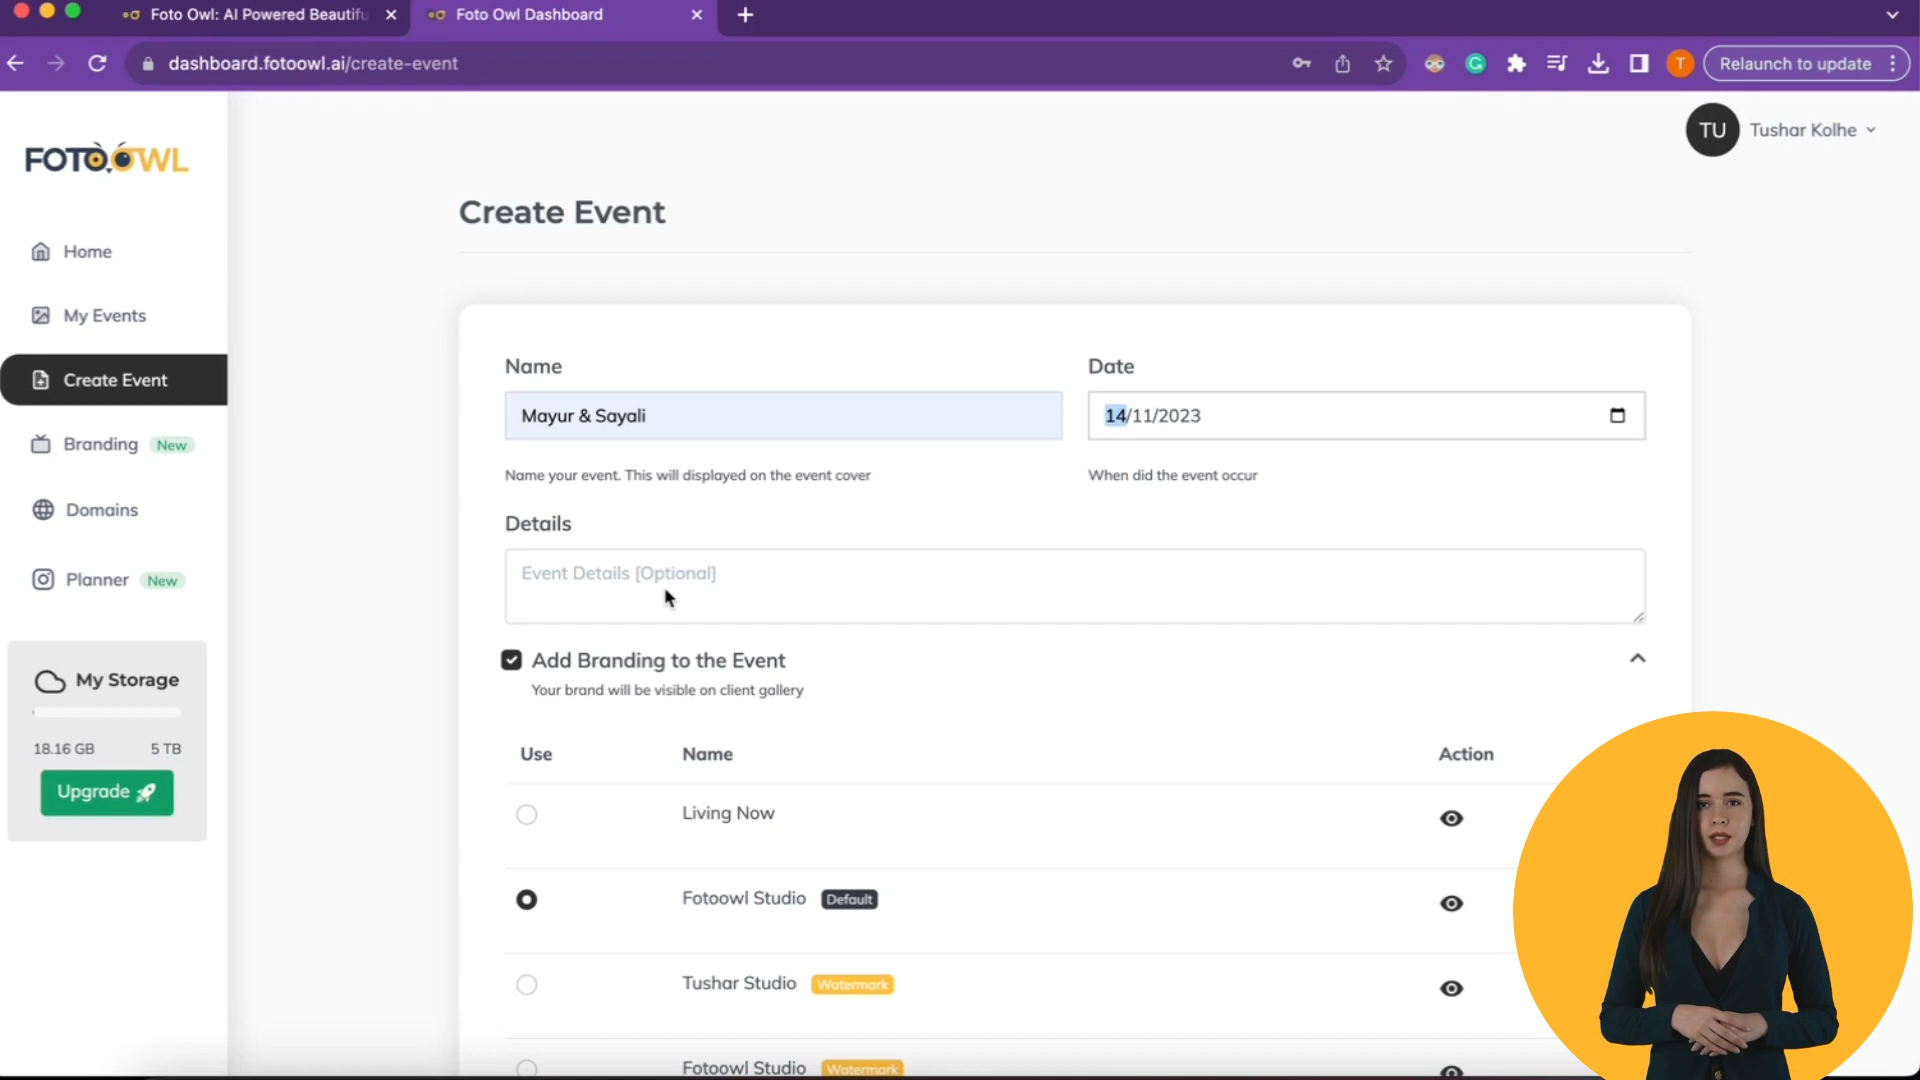 Foto Owl: AI Powered Beautifu
Foto Owl Dashboard
dashboard.fotoowl.ai/create-event
T
Relaunch to update
FOTOOWL
TU
Tushar Kolhe
Home
My Events
Create Event
Branding New
Domains
Planner New
My Storage
18.16 GB 5 TB
Upgrade
Create Event
Name
Date
Mayur & Sayali
14/11/2023
Name your event. This will displayed on the event cover
When did the event occur
Details
Event Details [Optional]
Add Branding to the Event
Your brand will be visible on client gallery
Use Name Action
Living Now
Fotoowl Studio Default
Tushar Studio Watermark
Fotoowl Studio Watermark